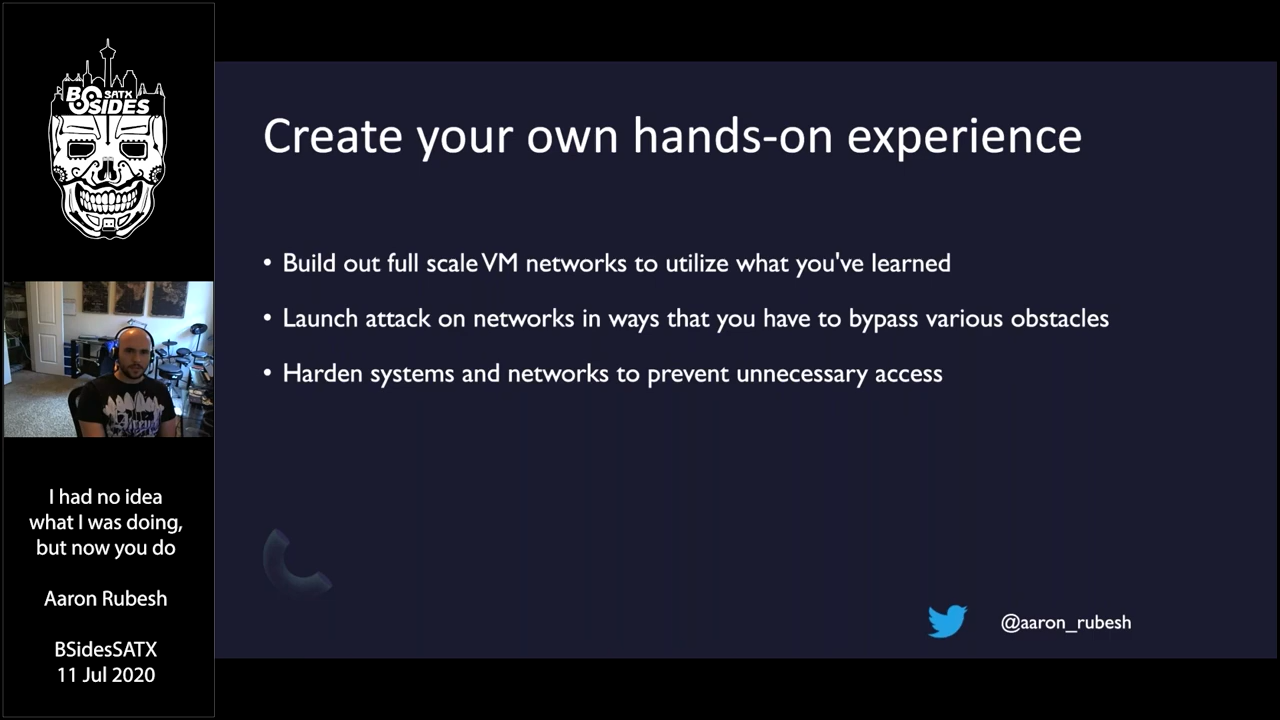 BSIDES
SATX
I had no idea
what I was doing,
but now you do
Aaron Rubesh
BSidesSATX
11 Jul 2020
Create your own hands-on experience
• Build out full scale VM networks to utilize what you've learned
• Launch attack on networks in ways that you have to bypass various obstacles
• Harden systems and networks to prevent unnecessary access
@aaron_rubesh